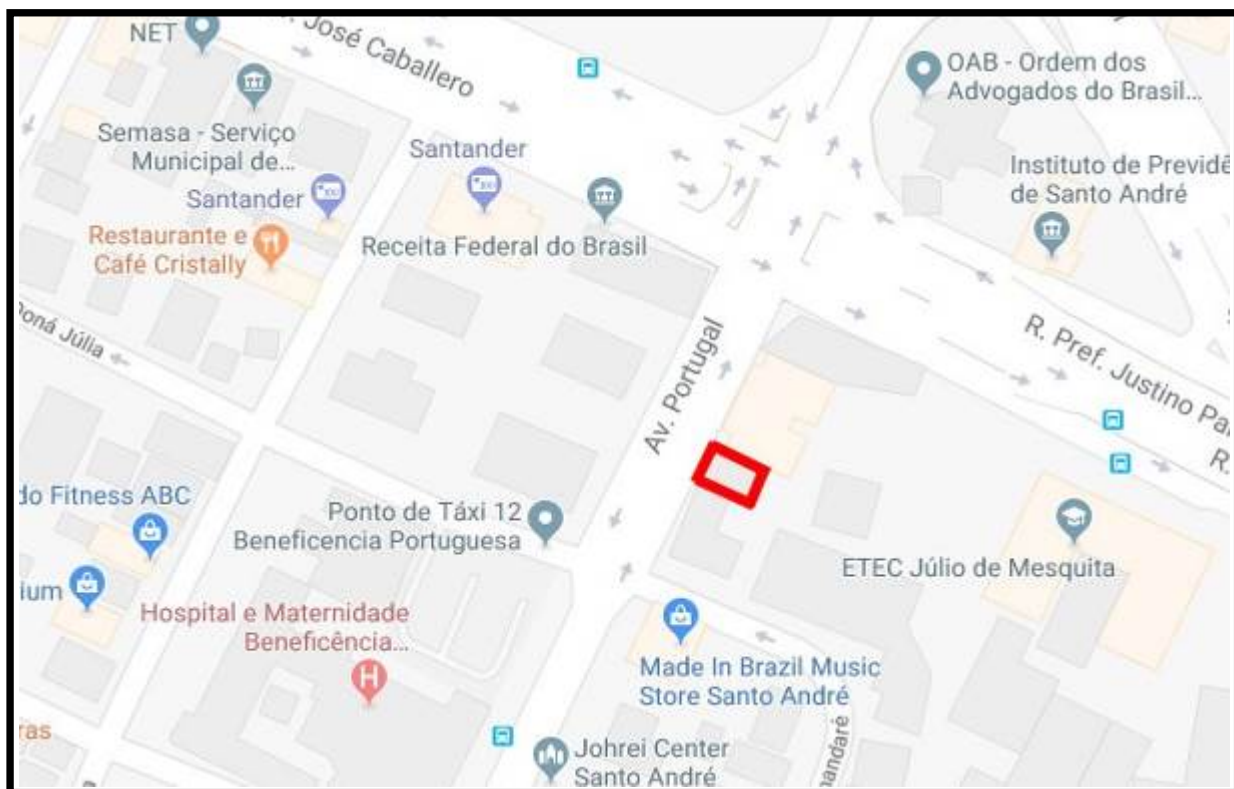 NET
. José Caballero
OAB - Ordem dos
Advogados do Brasil...
Semasa - Serviço
Municipal de...
Santander
Santander
Instituto de Previdê
de Santo André
Restaurante e
Café Cristally
Receita Federal do Brasil
Doná Júlia
Av. Portugal
R. Pref. Justino Pa
R.
do Fitness ABC
Ponto de Táxi 12
Beneficencia Portuguesa
ETEC Júlio de Mesquita
ium
Hospital e Maternidade
Beneficência...
H
Made In Brazil Music
Store Santo André
ras
Johrei Center
Santo André
mandaré